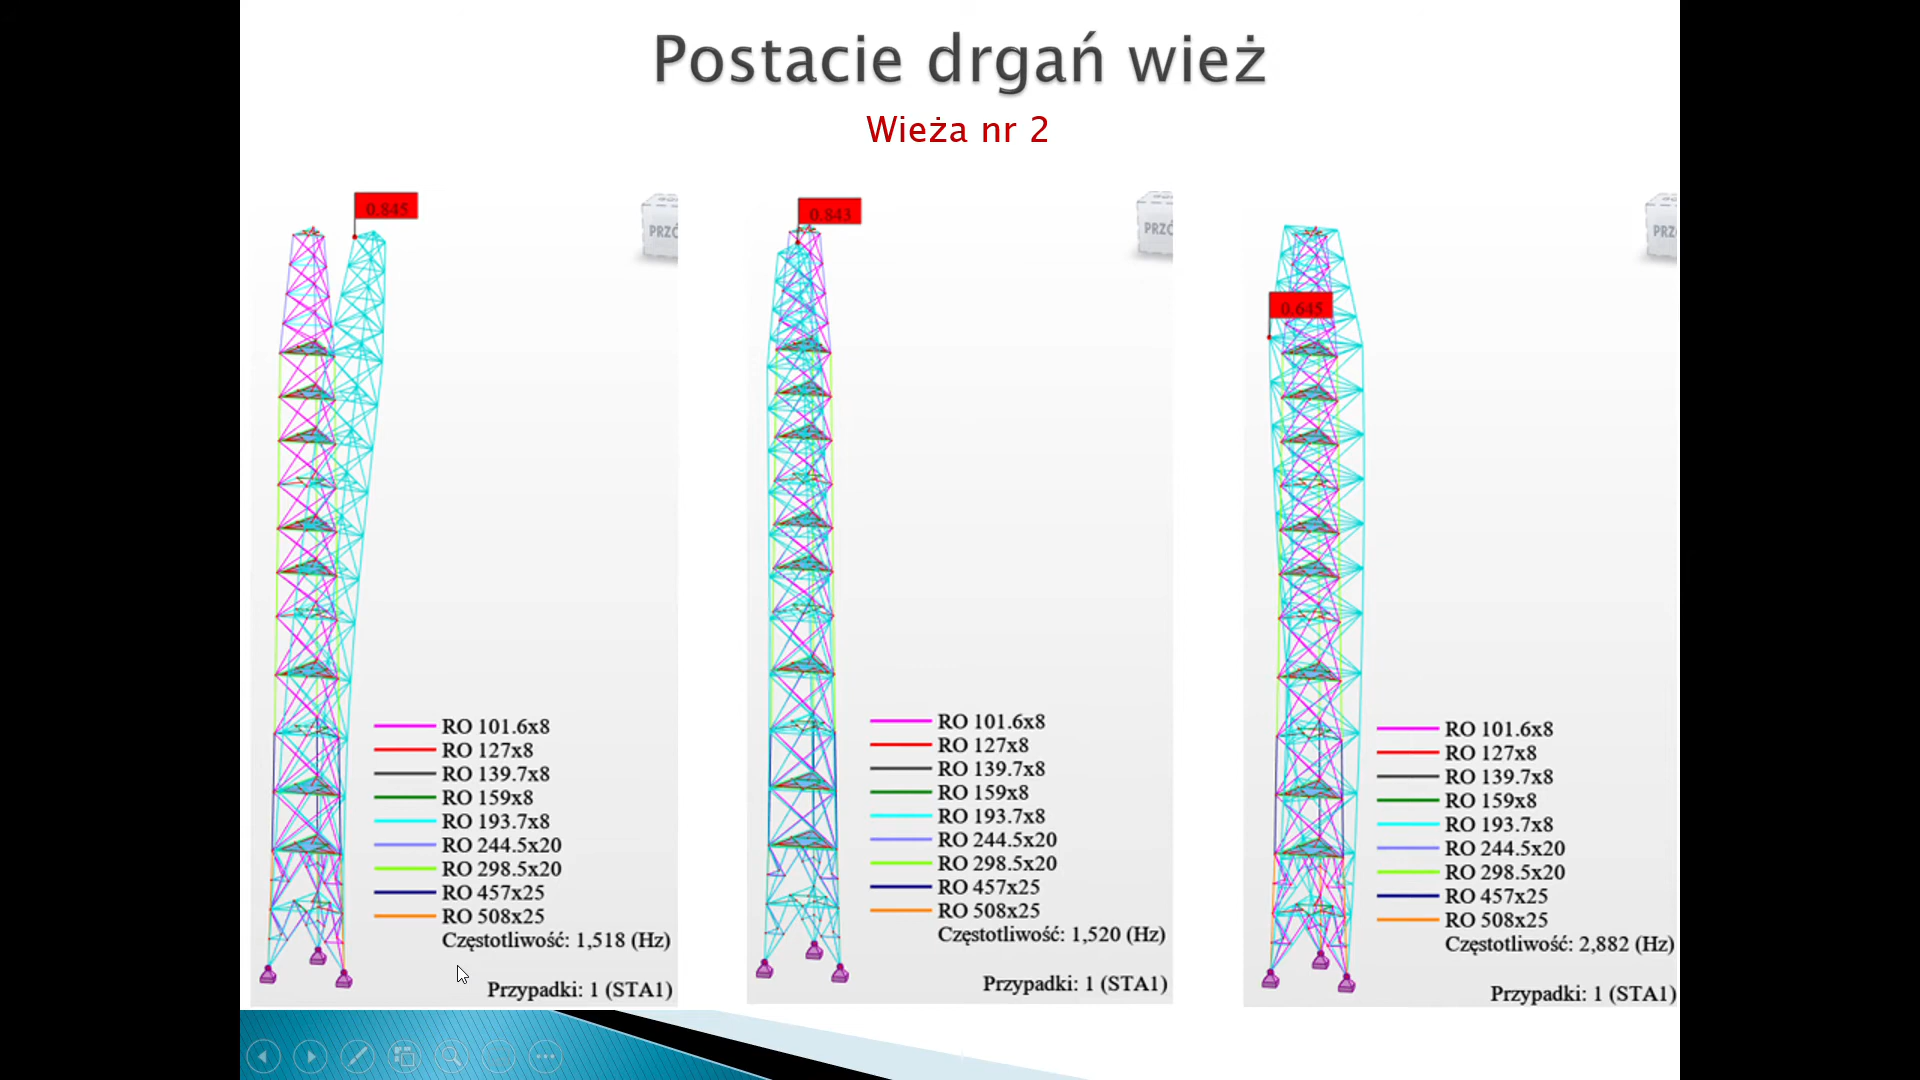 Postacie drgań wież
Wieża nr 2
0.845
PRZÓ
RO 101.6x8
RO 127x8
RO 139.7x8
RO 159x8
RO 193.7x8
RO 244.5x20
RO 298.5x20
RO 457x25
RO 508x25
Częstotliwość: 1,518 (Hz)
Przypadki: 1 (STA1)
0.843
PRZÓ
RO 101.6x8
RO 127x8
RO 139.7x8
RO 159x8
RO 193.7x8
RO 244.5x20
RO 298.5x20
RO 457x25
RO 508x25
Częstotliwość: 1,520 (Hz)
Przypadki: 1 (STA1)
0.645
PRZ
RO 101.6x8
RO 127x8
RO 139.7x8
RO 159x8
RO 193.7x8
RO 244.5x20
RO 298.5x20
RO 457x25
RO 508x25
Częstotliwość: 2,882 (Hz)
Przypadki: 1 (STA1)